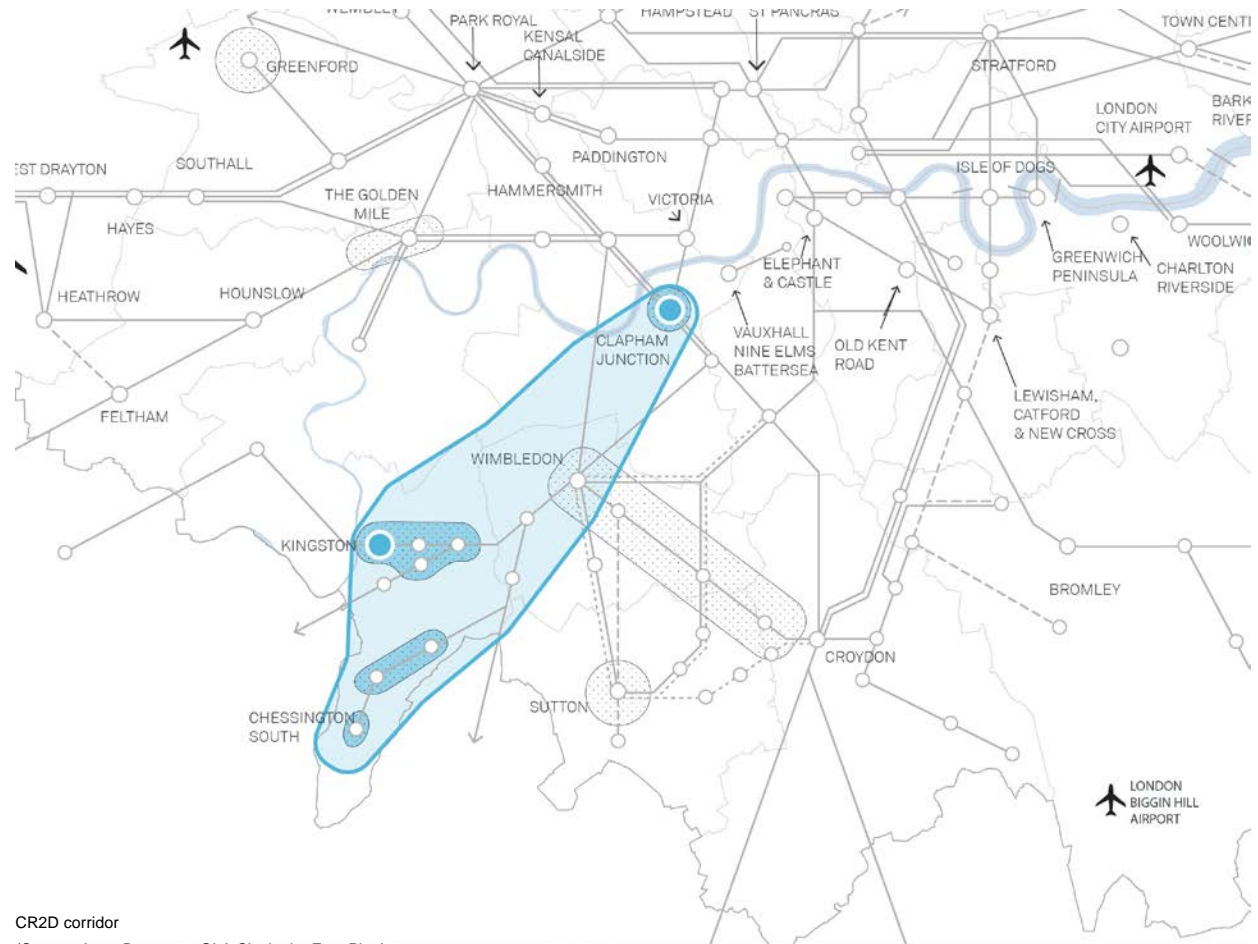 PARK ROYAL
HAMPSTEAD
ST PANCRAS
TOWN
KENSAL
CANALSIDE
GREENFORD
STRATFORD
LONDON
CITY AIRPORT
EST DRAYTON
SOUTHALL
PADDINGTON
ISLE OF DOGS
THE GOLDEN
MILE
HAMMERSMITH
VICTORIA
HAYES
ELEPHANT
& CASTLE
GREENWICH
PENINSULA
CHARLTON
RIVERSIDE
HEATHROW
HOUNSLOW
CLAPHAM
JUNCTION
VAUXHALL
NINE ELMS
BATTERSEA
OLD KENT
ROAD
LEWISHAM,
CATFORD
& NEW CROSS
FELTHAM
WIMBLEDON
KINGSTON
BROMLEY
CROYDON
SUTTON
CHESSINGTON
SOUTH
LONDON
BIGGIN HILL
AIRPORT
CR2D corridor